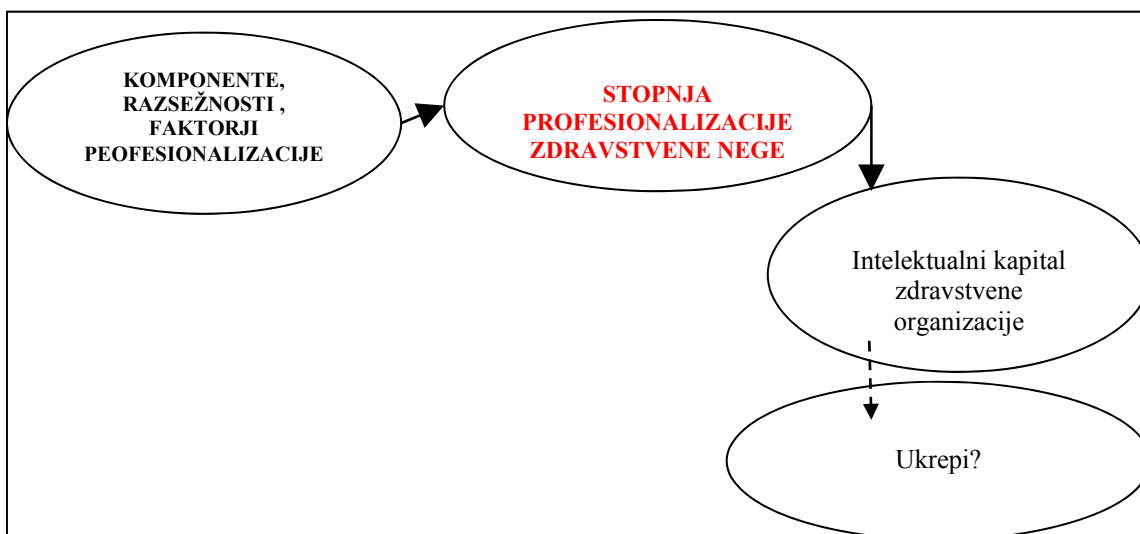 KOMPONENTE,
RAZSEŽNOSTI ,
FAKTORJI
PEOFESIONALIZACIJE
STOPNJA
PROFESIONALIZACIJE
ZDRAVSTVENE NEGE
Intelektualni kapital
zdravstvene
organizacije
Ukrepi?